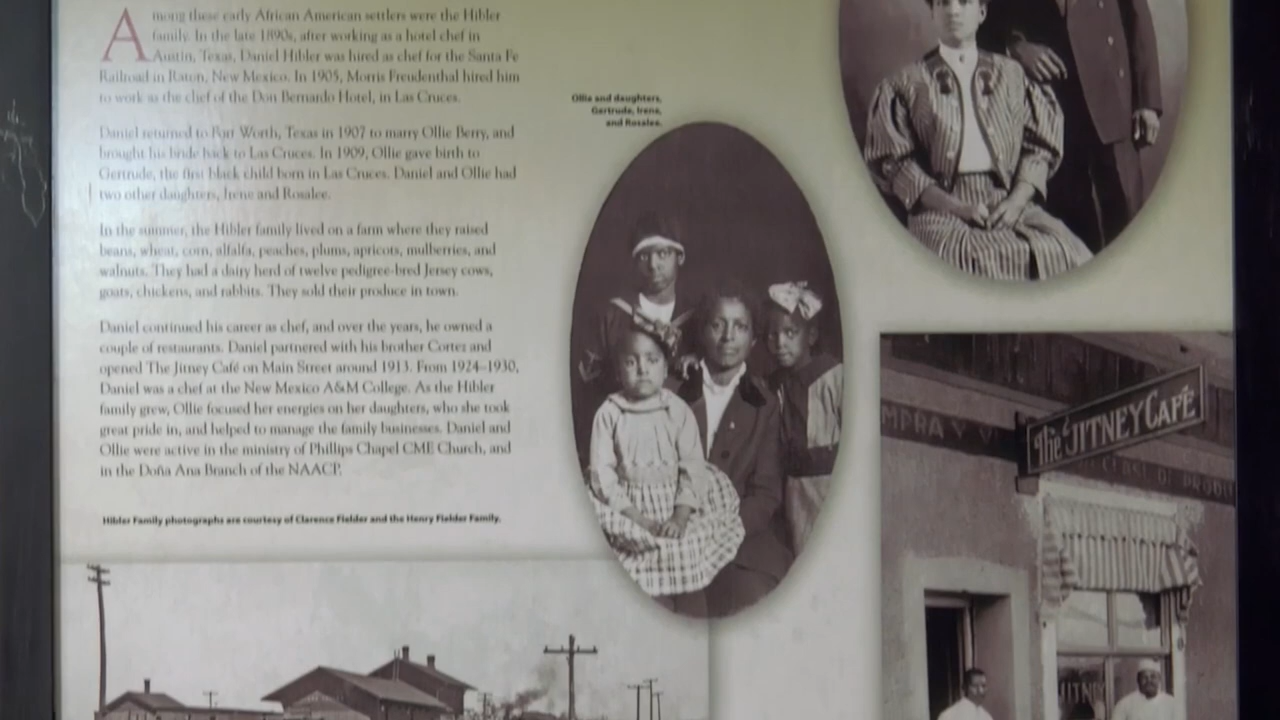 Among these early African American settlers were the Hibler
family. In the late 1890s, after working as a hotel chef in
Austin, Texas, Daniel Hibler was hired as chef for the Santa Fe
Railroad in Raton, New Mexico. In 1905, Morris Freudenthal hired him
to work as the chef of the Don Bernardo Hotel, in Las Cruces.
Daniel returned to Fort Worth, Texas in 1907 to marry Ollie Berry, and
brought his bride back to Las Cruces. In 1909, Ollie gave birth to
Gertrude, the first black child born in Las Cruces. Daniel and Ollie had
two other daughters, Irene and Rosalee.
In the summer, the Hibler family lived on a farm where they raised
beans, wheat, corn, alfalfa, peaches, plums, apricots, mulberries, and
walnuts. They had a dairy herd of twelve pedigree-bred Jersey cows,
goats, chickens, and rabbits. They sold their produce in town.
Daniel continued his career as chef, and over the years, he owned a
couple of restaurants. Daniel partnered with his brother Cortez and
opened The Jitney Café on Main Street around 1913. From 1924–1930,
Daniel was a chef at the New Mexico A&M College. As the Hibler
family grew, Ollie focused her energies on her daughters, who she took
great pride in, and helped to manage the family businesses. Daniel and
Ollie were active in the ministry of Phillips Chapel CME Church, and
in the Doña Ana Branch of the NAACP.
Hibler Family photographs are courtesy of Clarence Fielder and the Henry Fielder Family.
Ollie and daughters,
Gertrude, Irene,
and Rosalee.
The JITNEY CAFÉ
MPRA Y V
CLASE DE PRODU
JITNEY